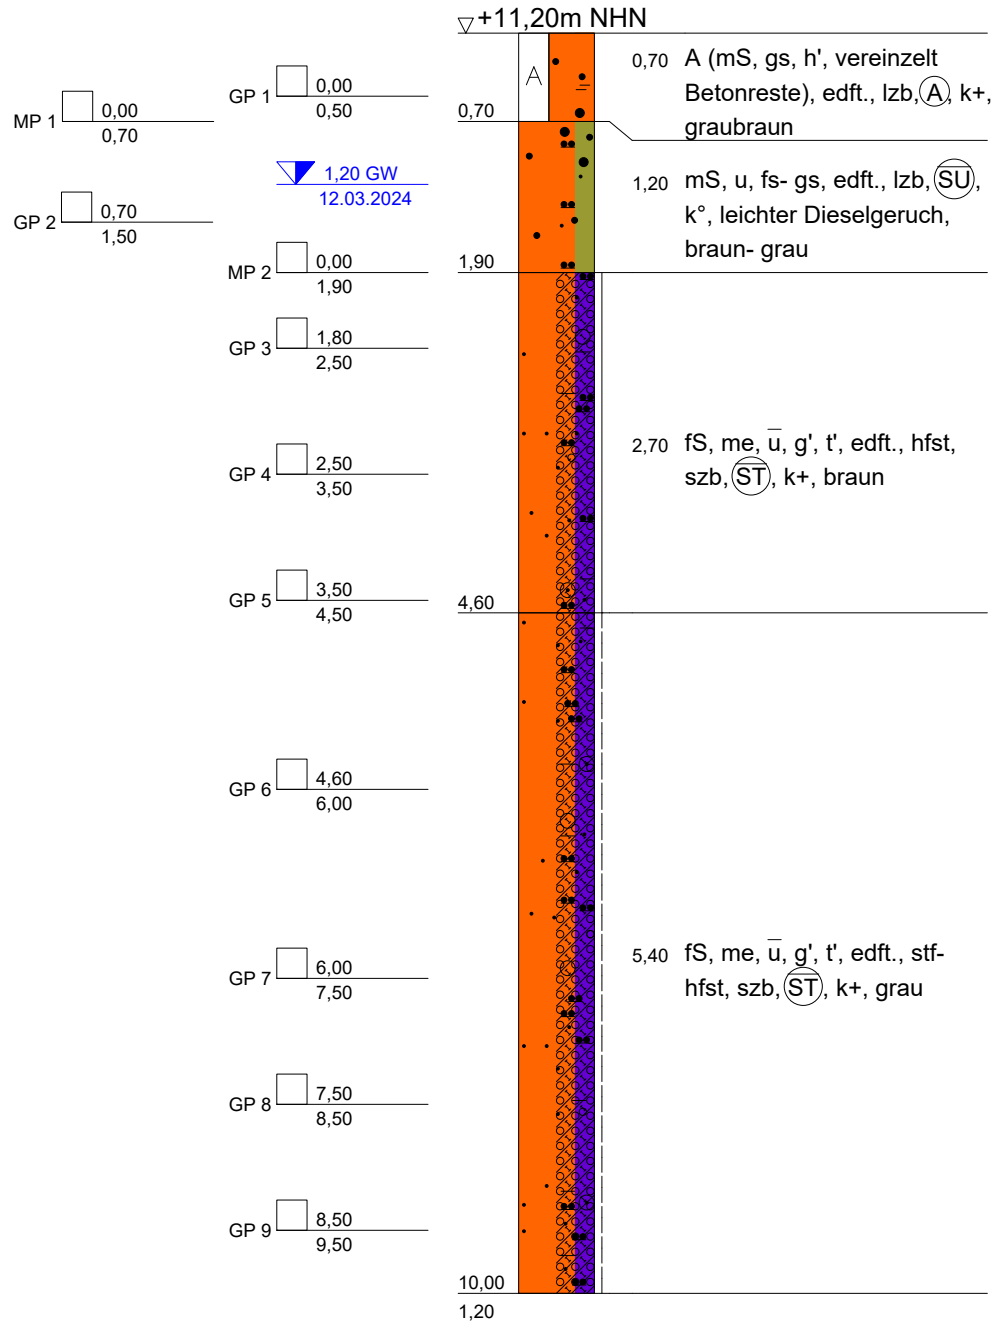 +11,20m NHN
0,70 A (mS, gs, h', vereinzelt
Betonreste), edft., lzb, A, k+,
graubraun
A
GP 1 0,00
0,50
MP 1 0,00
0,70
0,70
1,20 GW
12.03.2024
1,20 mS, u, fs- gs, edft., lzb, S̅U̅,
k°, leichter Dieselgeruch,
braun- grau
GP 2 0,70
1,50
MP 2 0,00
1,90
1,90
GP 3 1,80
2,50
2,70 fS, me, u̅, g', t', edft., hfst,
szb, S̅T̅, k+, braun
GP 4 2,50
3,50
GP 5 3,50
4,50
4,60
GP 6 4,60
6,00
5,40 fS, me, u̅, g', t', edft., stf-
hfst, szb, S̅T̅, k+, grau
GP 7 6,00
7,50
GP 8 7,50
8,50
GP 9 8,50
9,50
10,00
1,20